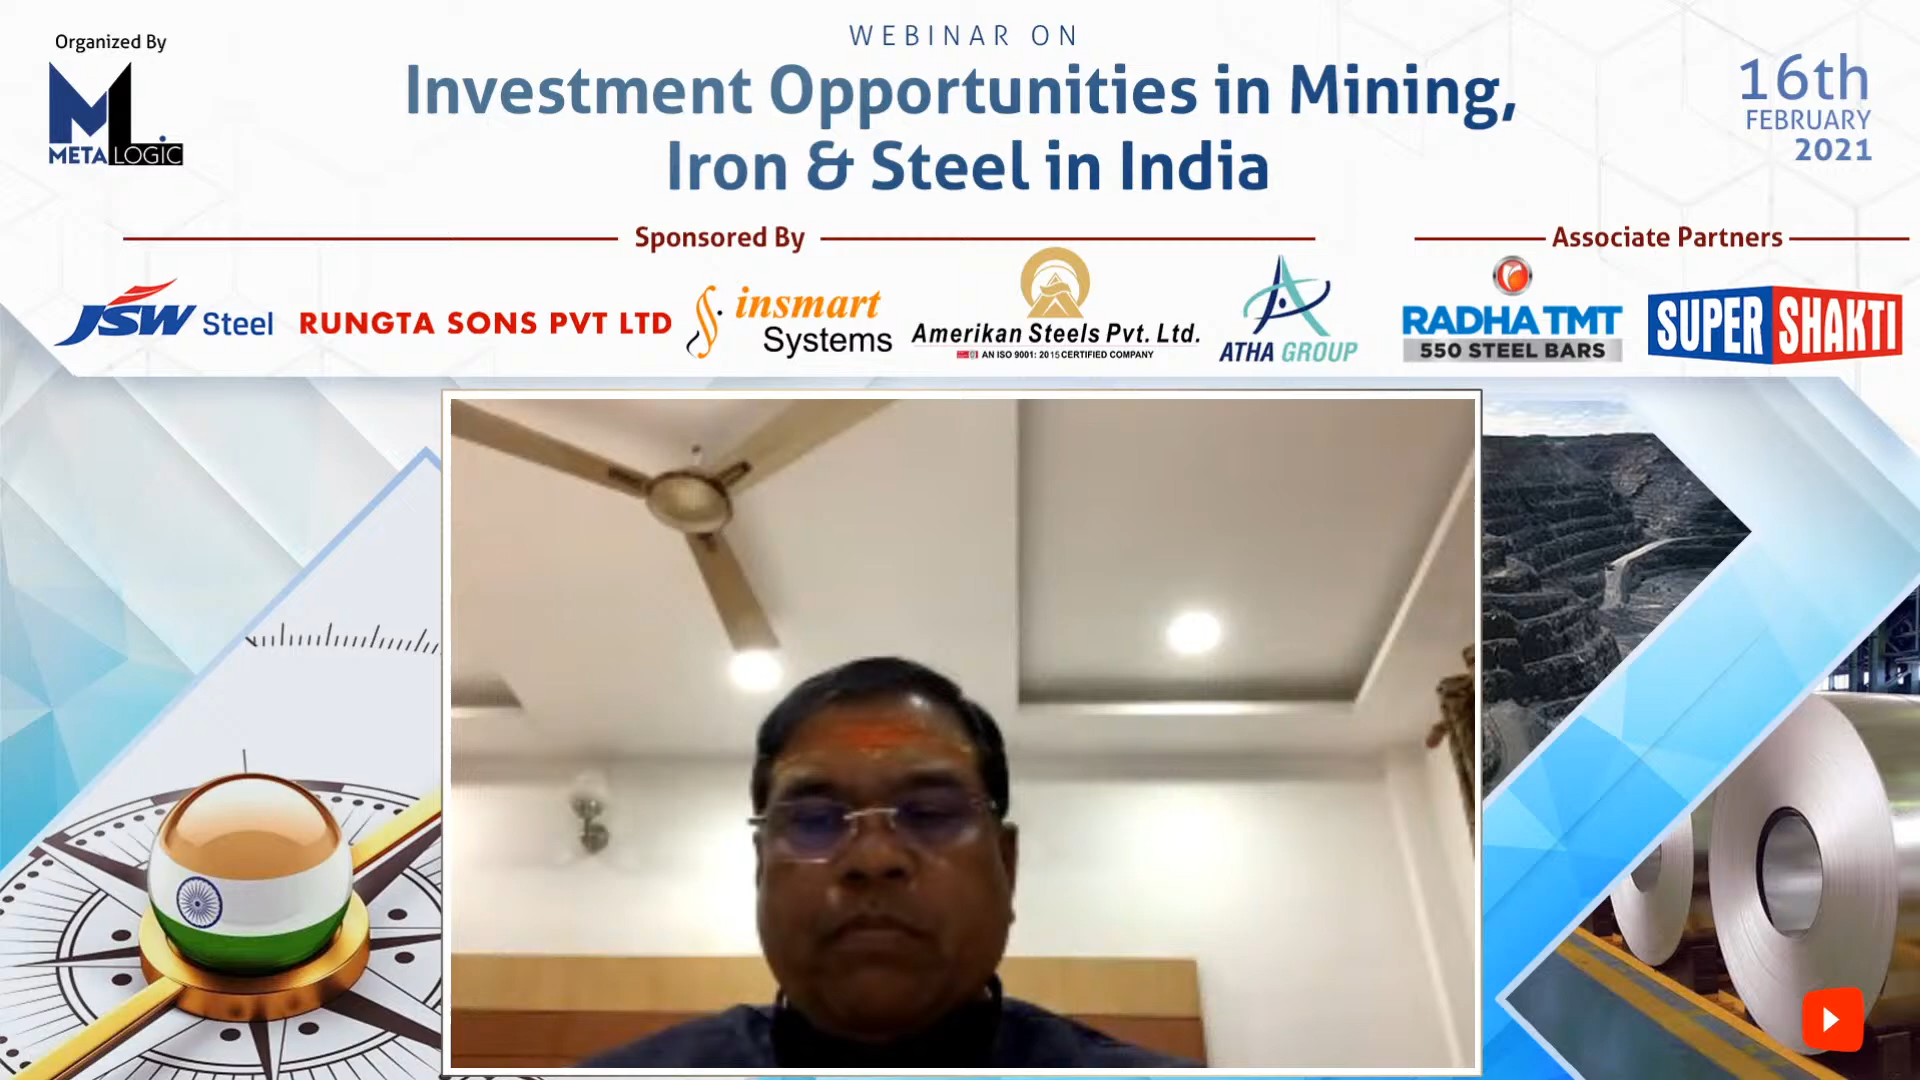 Organized By
METALOGIC
WEBINAR ON
Investment Opportunities in Mining,
Iron & Steel in India
16th
FEBRUARY
2021
Sponsored By
Associate Partners
JSW Steel
RUNGTA SONS PVT LTD
insmart
Systems
Amerikan Steels Pvt. Ltd.
AN ISO 9001: 2015 CERTIFIED COMPANY
ATHA GROUP
RADHA TMT
550 STEEL BARS
SUPER SHAKTI